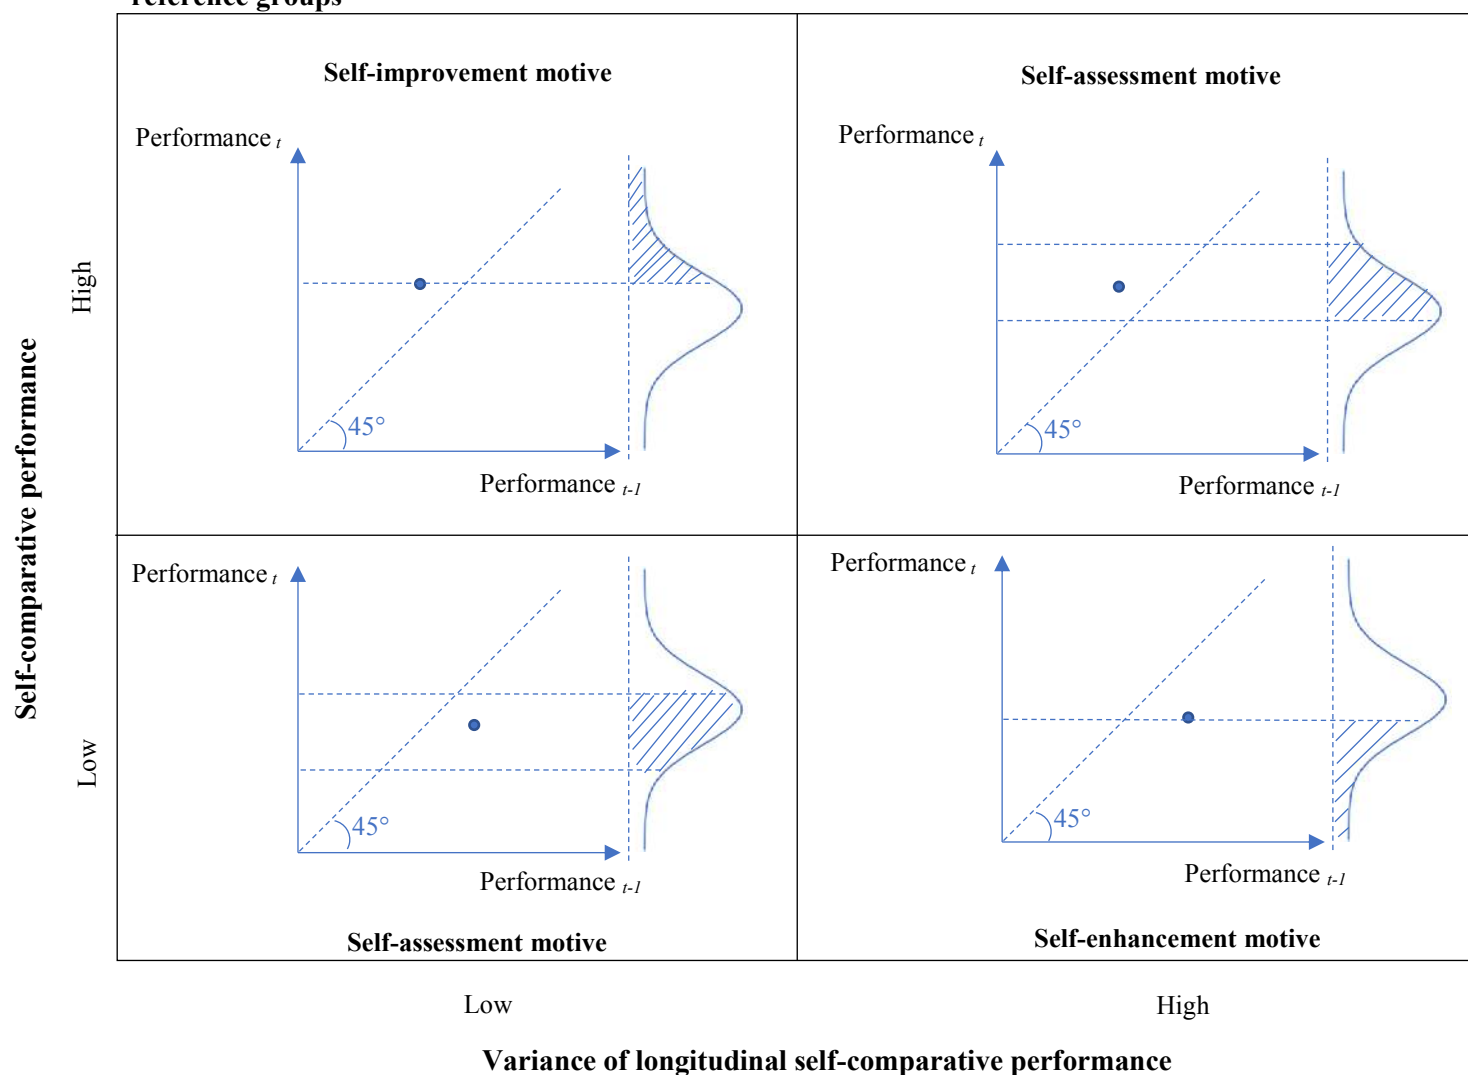 reference groups
Self-improvement motive
Self-assessment motive
Performance t
Performance t
High
45°
45°
Performance t-1
Performance t-1
Self-comparative performance
Performance t
Performance t
Low
45°
45°
Performance t-1
Performance t-1
Self-assessment motive
Self-enhancement motive
Low
High
Variance of longitudinal self-comparative performance